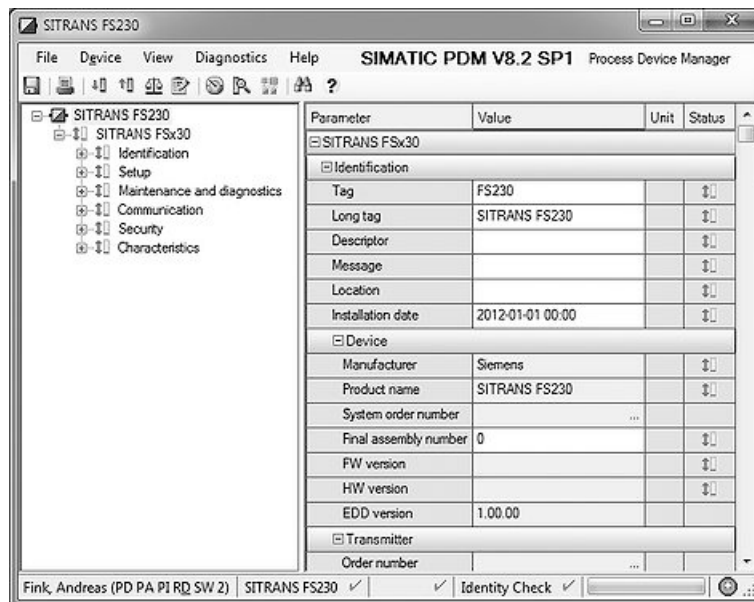 SITRANS FS230
File Device View Diagnostics Help SIMATIC PDM V8.2 SP1 Process Device Manager
SITRANS FS230
SITRANS FSx30
Identification
Setup
Maintenance and diagnostics
Communication
Security
Characteristics
Parameter Value Unit Status
SITRANS FSx30
Identification
Tag FS230
Long tag SITRANS FS230
Descriptor
Message
Location
Installation date 2012-01-01 00:00
Device
Manufacturer Siemens
Product name SITRANS FS230
System order number ...
Final assembly number 0
FW version
HW version
EDD version 1.00.00
Transmitter
Order number ...
Fink, Andreas (PD PA PI RD SW 2) SITRANS FS230 Identity Check